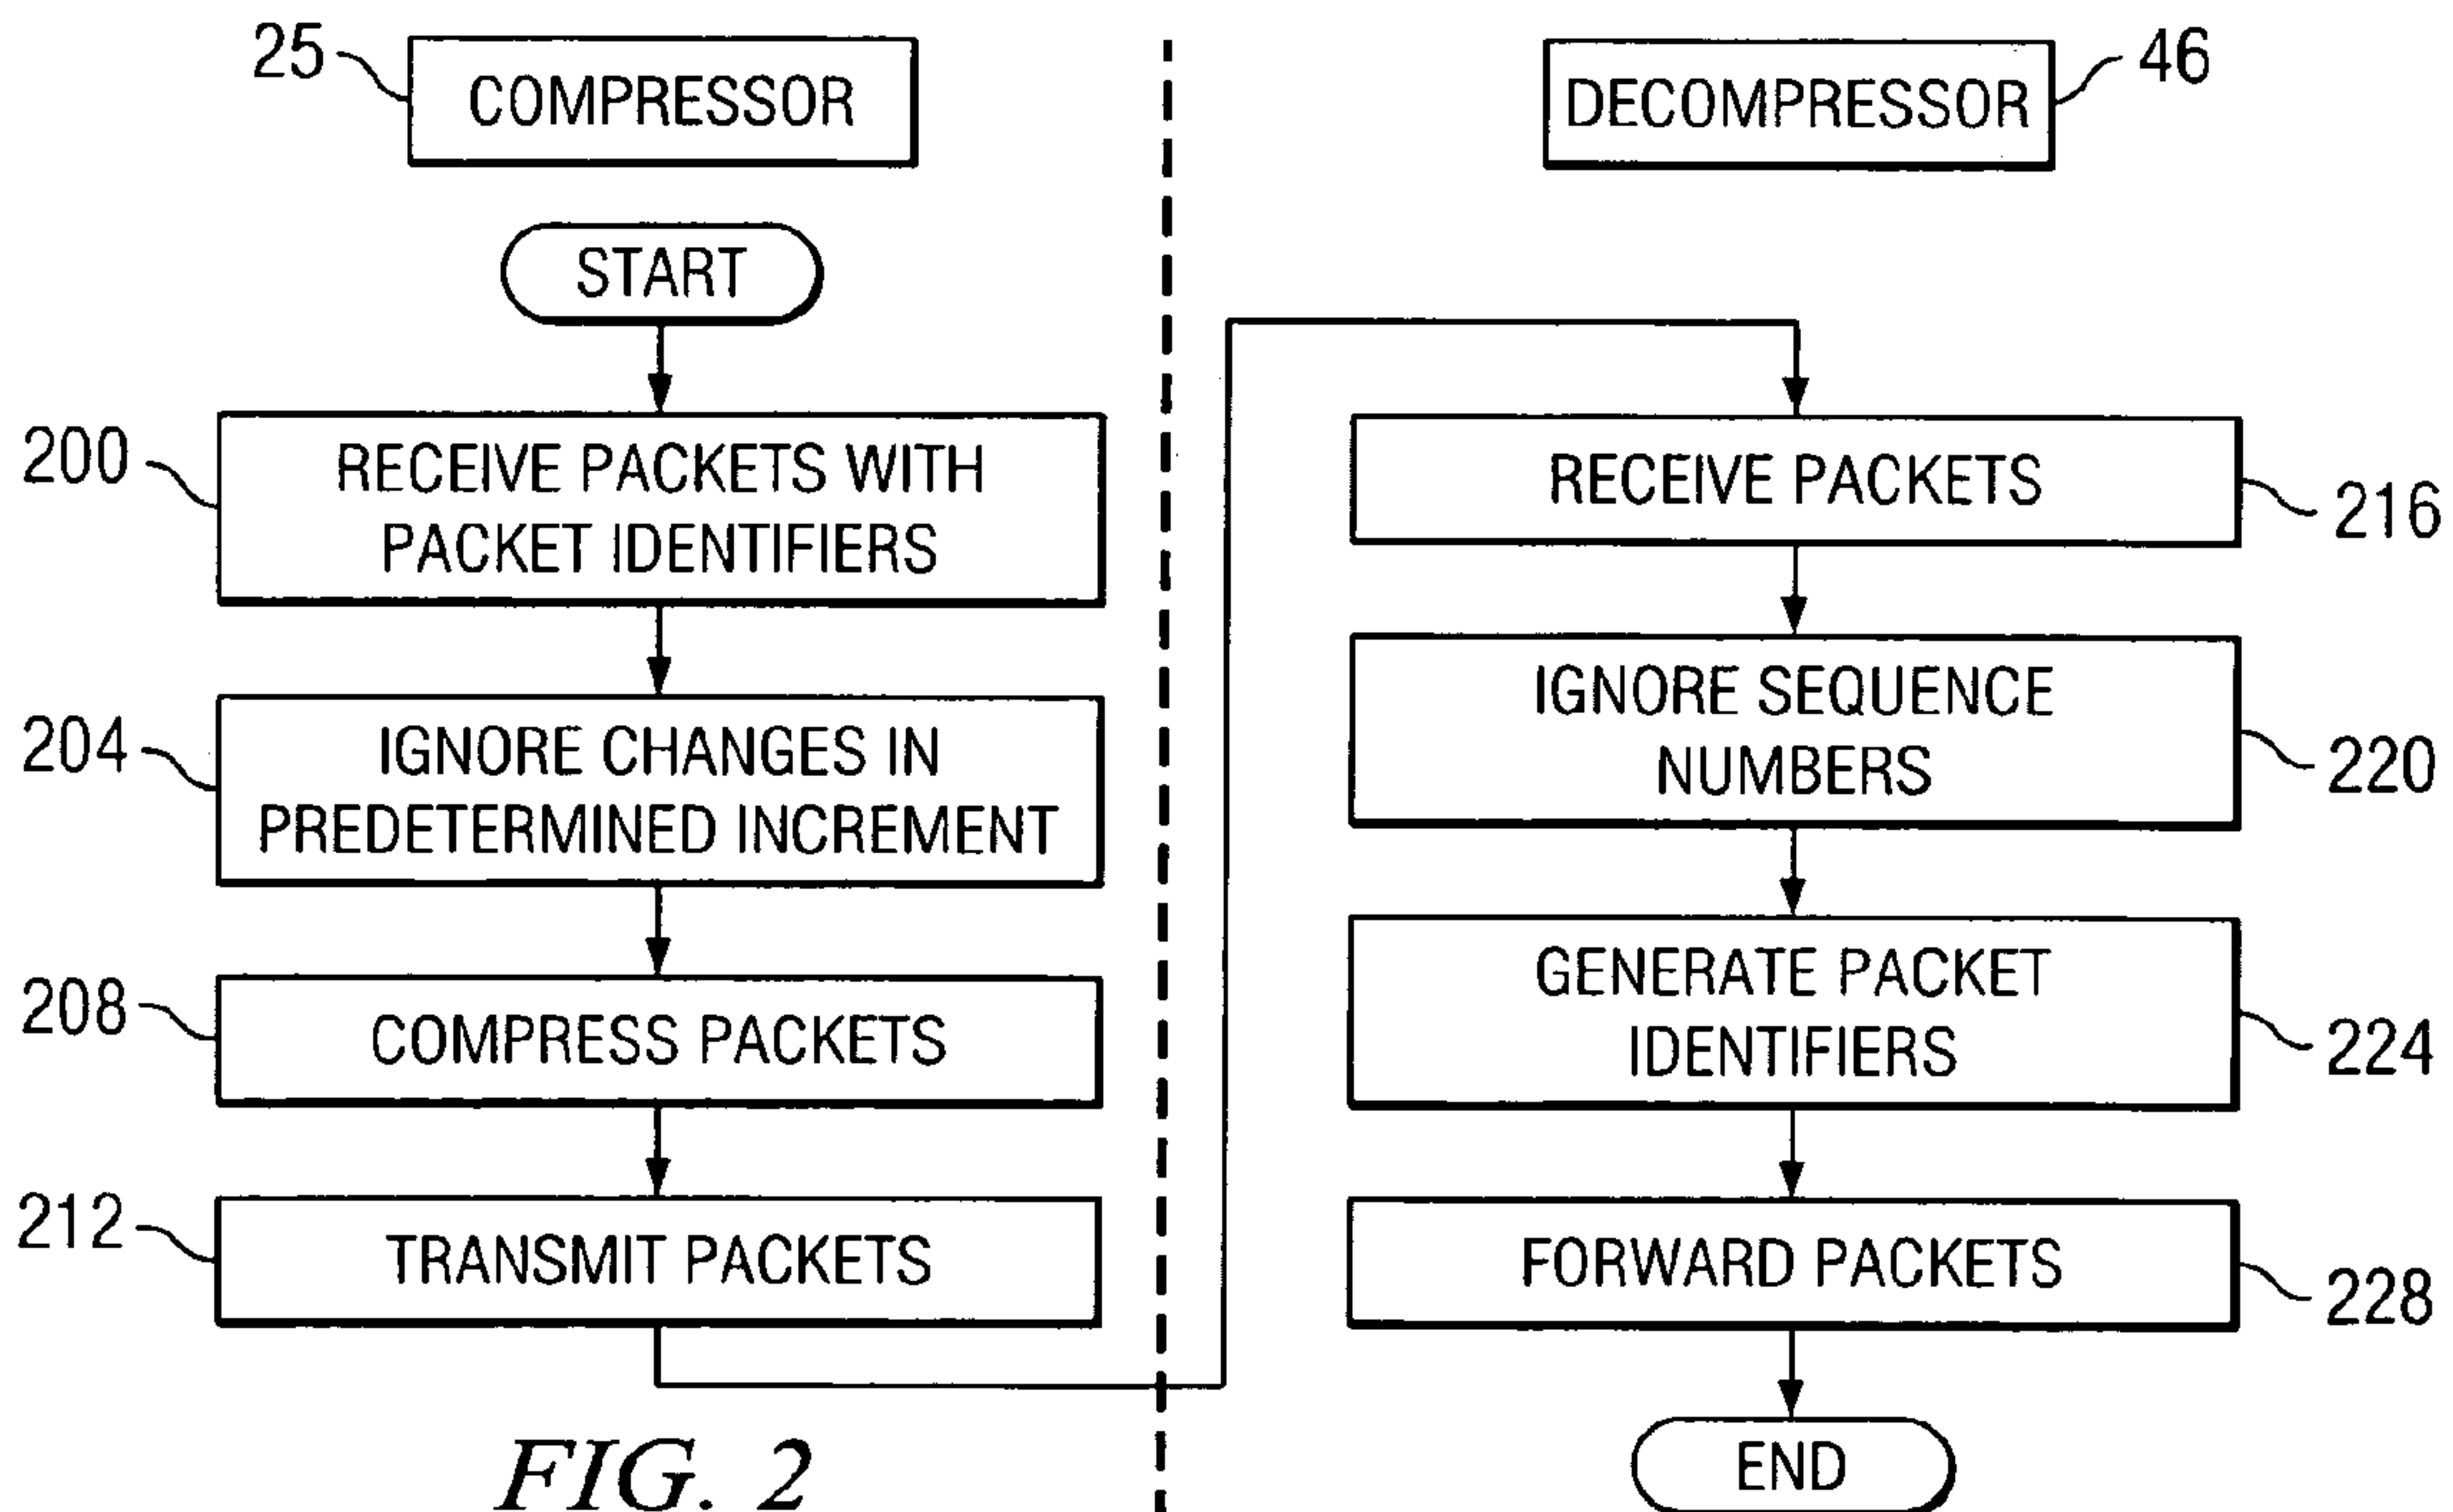 25
COMPRESSOR
START
200
RECEIVE PACKETS WITH
PACKET IDENTIFIERS
204
IGNORE CHANGES IN
PREDETERMINED INCREMENT
208
COMPRESS PACKETS
212
TRANSMIT PACKETS
DECOMPRESSOR
46
RECEIVE PACKETS
216
IGNORE SEQUENCE
NUMBERS
220
GENERATE PACKET
IDENTIFIERS
224
FORWARD PACKETS
228
END
FIG. 2